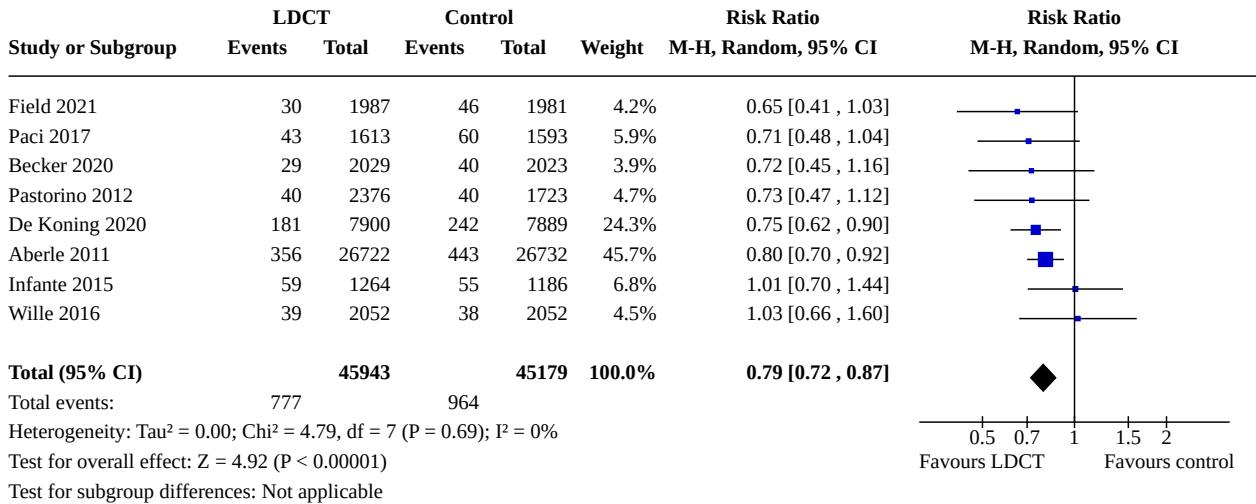 LDCT Control Risk Ratio Risk Ratio
Study or Subgroup Events Total Events Total Weight M-H, Random, 95% CI M-H, Random, 95% CI
Field 2021 30 1987 46 1981 4.2% 0.65 [0.41 , 1.03]
Paci 2017 43 1613 60 1593 5.9% 0.71 [0.48 , 1.04]
Becker 2020 29 2029 40 2023 3.9% 0.72 [0.45 , 1.16]
Pastorino 2012 40 2376 40 1723 4.7% 0.73 [0.47 , 1.12]
De Koning 2020 181 7900 242 7889 24.3% 0.75 [0.62 , 0.90]
Aberle 2011 356 26722 443 26732 45.7% 0.80 [0.70 , 0.92]
Infante 2015 59 1264 55 1186 6.8% 1.01 [0.70 , 1.44]
Wille 2016 39 2052 38 2052 4.5% 1.03 [0.66 , 1.60]
Total (95% CI) 45943 45179 100.0% 0.79 [0.72 , 0.87]
Total events: 777 964
Heterogeneity: Tau² = 0.00; Chi² = 4.79, df = 7 (P = 0.69); I² = 0%
0.5 0.7 1 1.5 2
Test for overall effect: Z = 4.92 (P < 0.00001) Favours LDCT Favours control
Test for subgroup differences: Not applicable